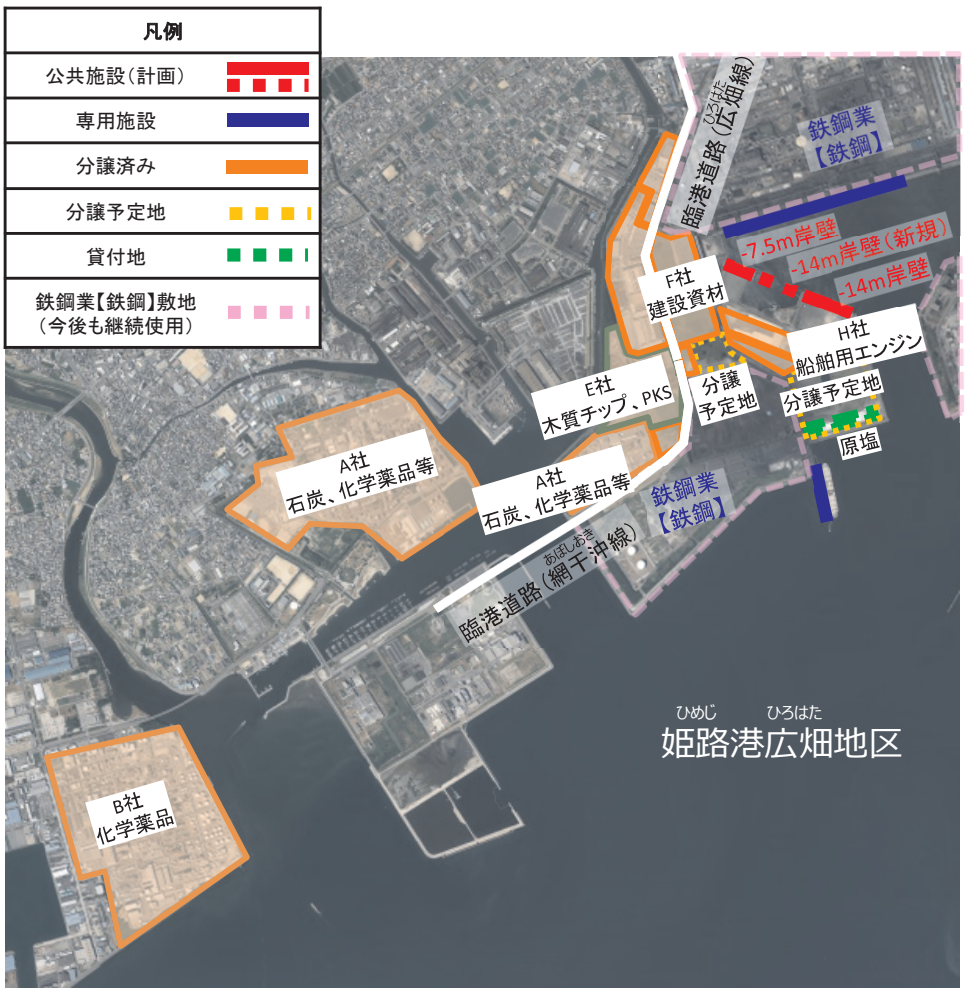 凡例
公共施設(計画)
専用施設
分譲済み
分譲予定地
貸付地
鉄鋼業【鉄鋼】敷地
(今後も継続使用)
ひろはた
臨港道路(広畑線)
鉄鋼業
【鉄鋼】
-7.5m岸壁
-14m岸壁(新規)
-14m岸壁
F社
建設資材
H社
船舶用エンジン
分譲
予定地
分譲予定地
原塩
E社
木質チップ、PKS
A社
石炭、化学薬品等
A社
石炭、化学薬品等
鉄鋼業
【鉄鋼】
あぼしおき
臨港道路(網干沖線)
ひめじ ひろはた
姫路港広畑地区
B社
化学薬品